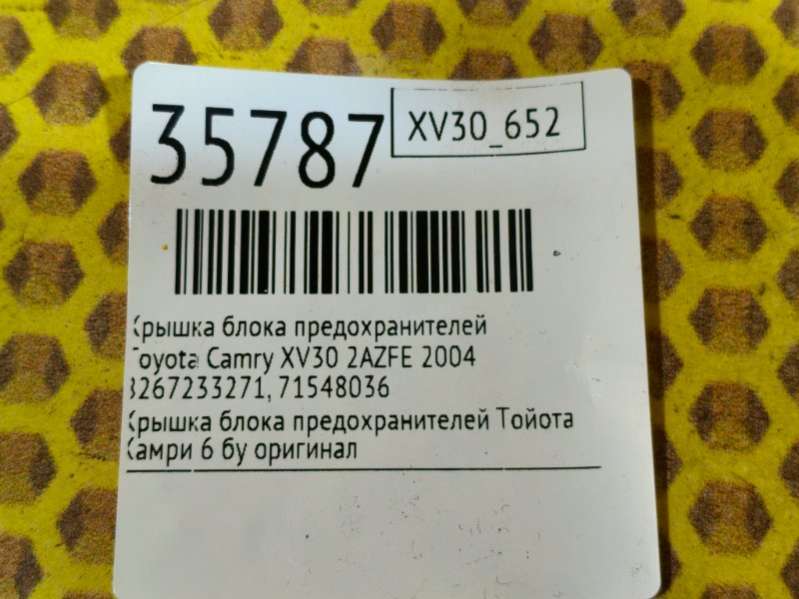 35787
XV30_652
Крышка блока предохранителей
Toyota Camry XV30 2AZFE 2004
8267233271, 71548036
Крышка блока предохранителей Тойота
Камри 6 бу оригинал